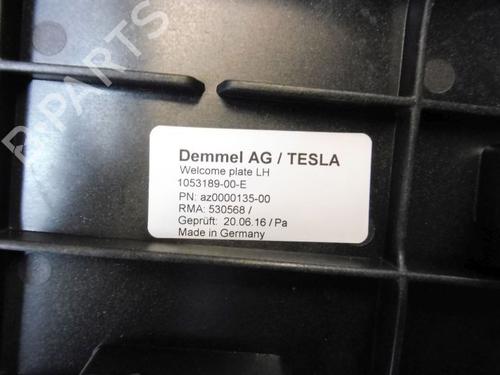 B-PARTS
Demmel AG / TESLA
Welcome plate LH
1053189-00-E
PN: az0000135-00
RMA: 530568 /
Geprüft: 20.06.16 / Pa
Made in Germany